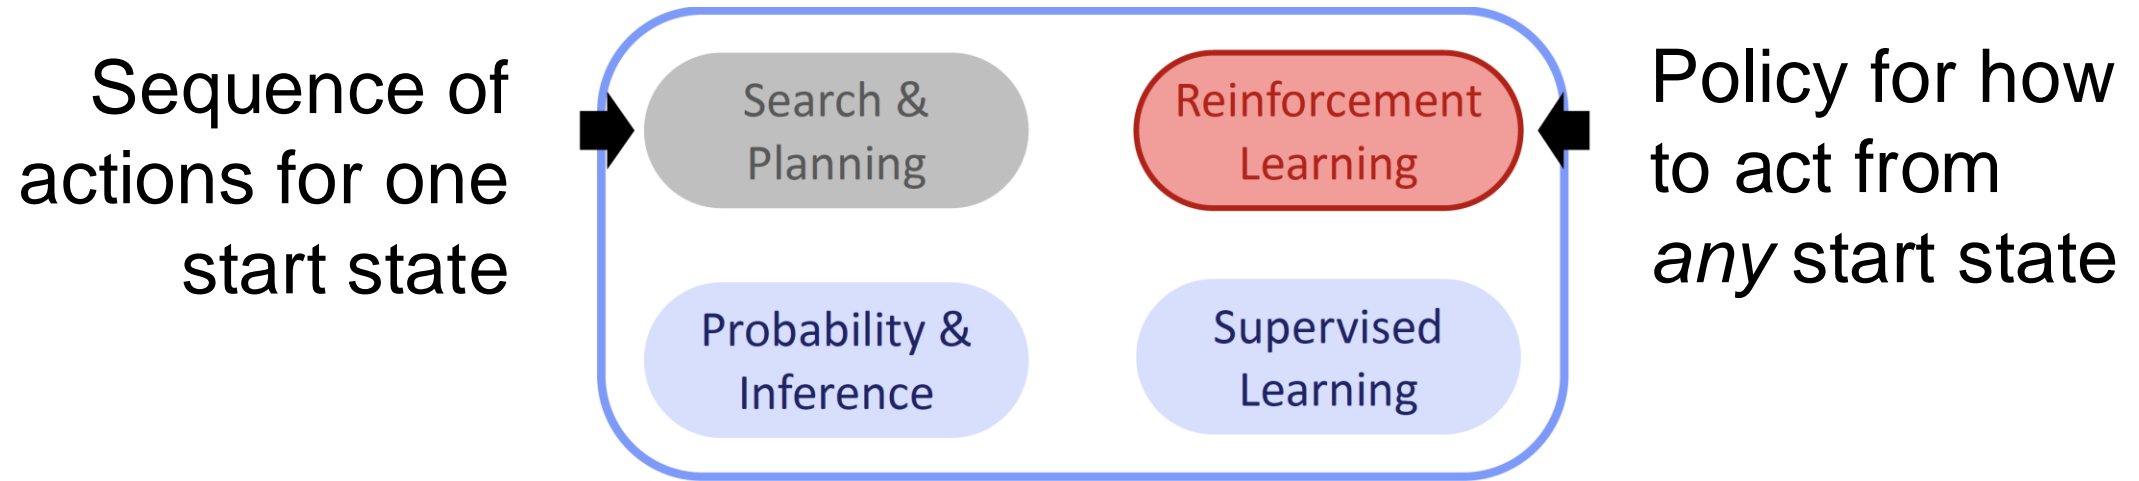 Sequence of
actions for one
start state
Search &
Planning
Reinforcement
Learning
Probability &
Inference
Supervised
Learning
Policy for how
to act from
any start state